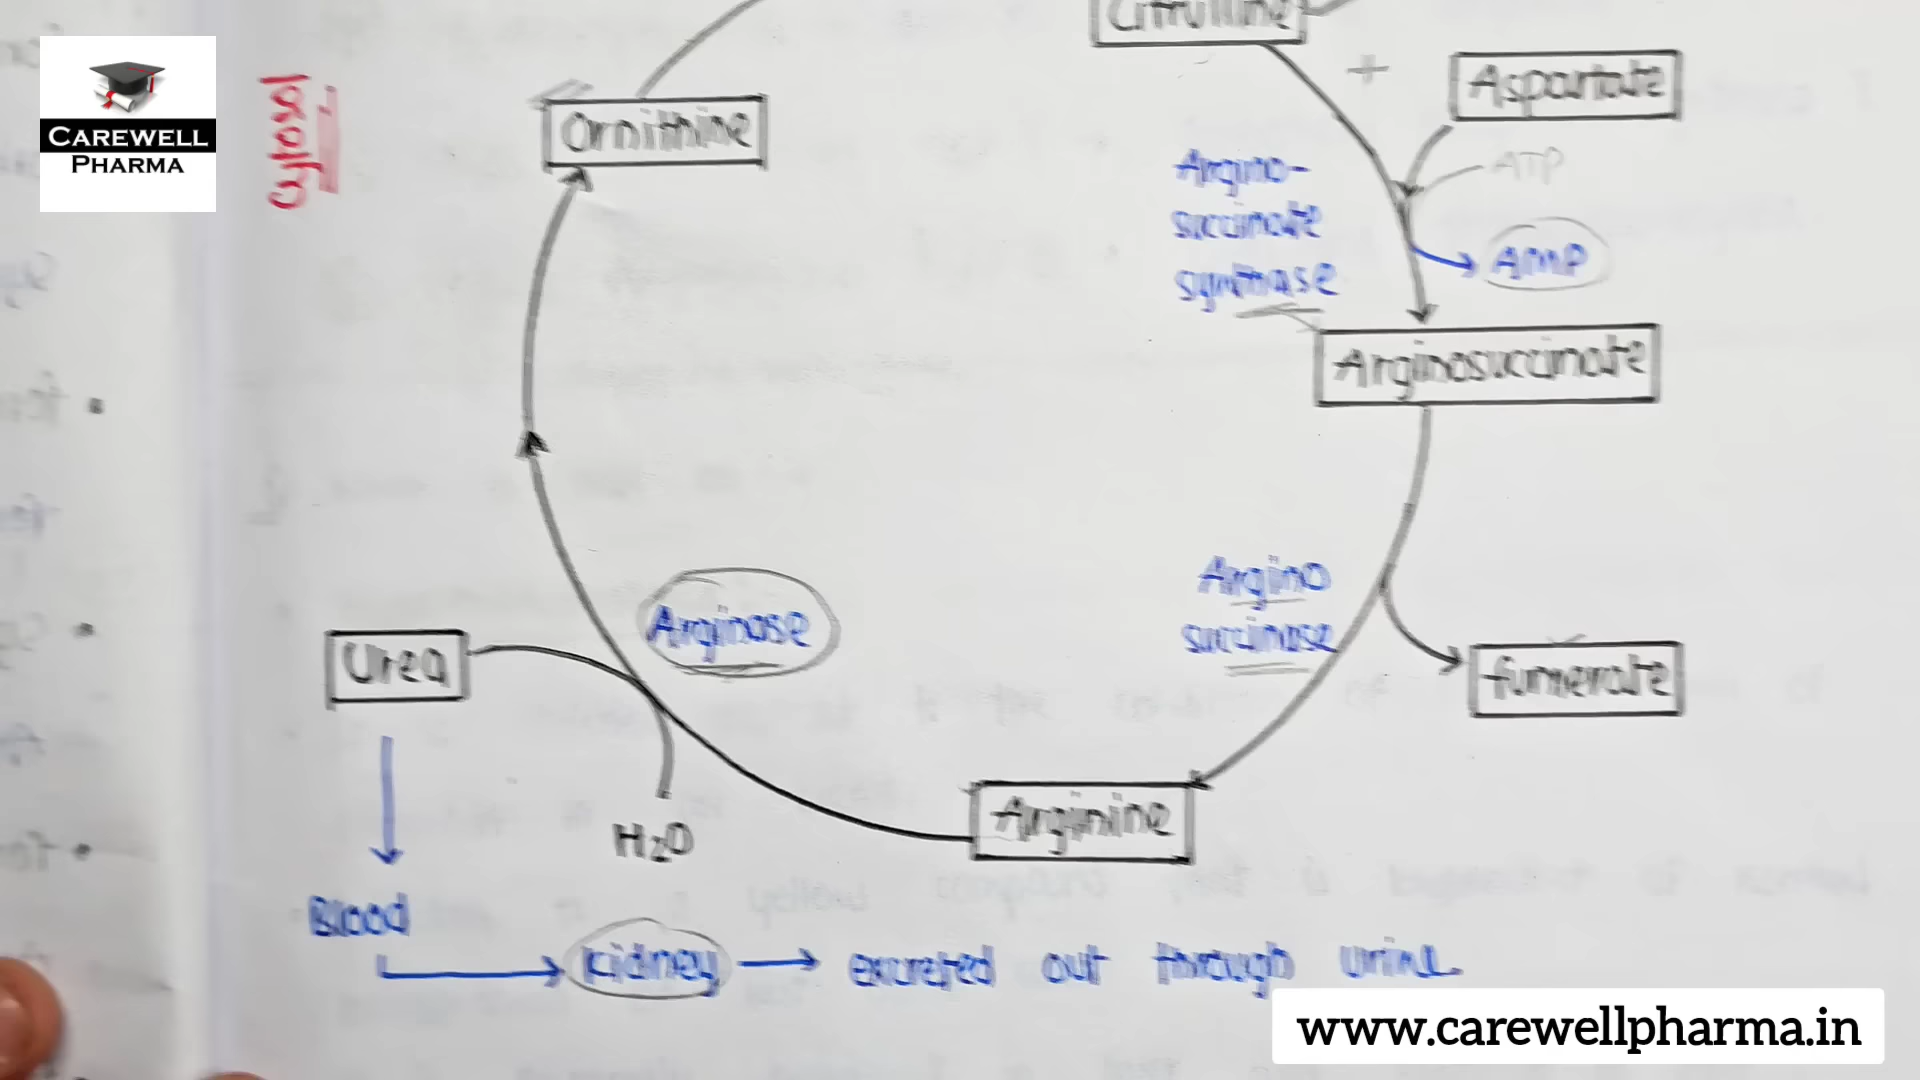 CAREWELL
PHARMA
Cytosol
Citrulline
+
Aspartate
Ornithine
ATP
Argino-
succinate
synthase
AMP
Arginosuccinate
Arginase
Argino
succinase
Urea
fumerate
Arginine
H₂O
Blood
kidney → excreted out through urine.
www.carewellpharma.in